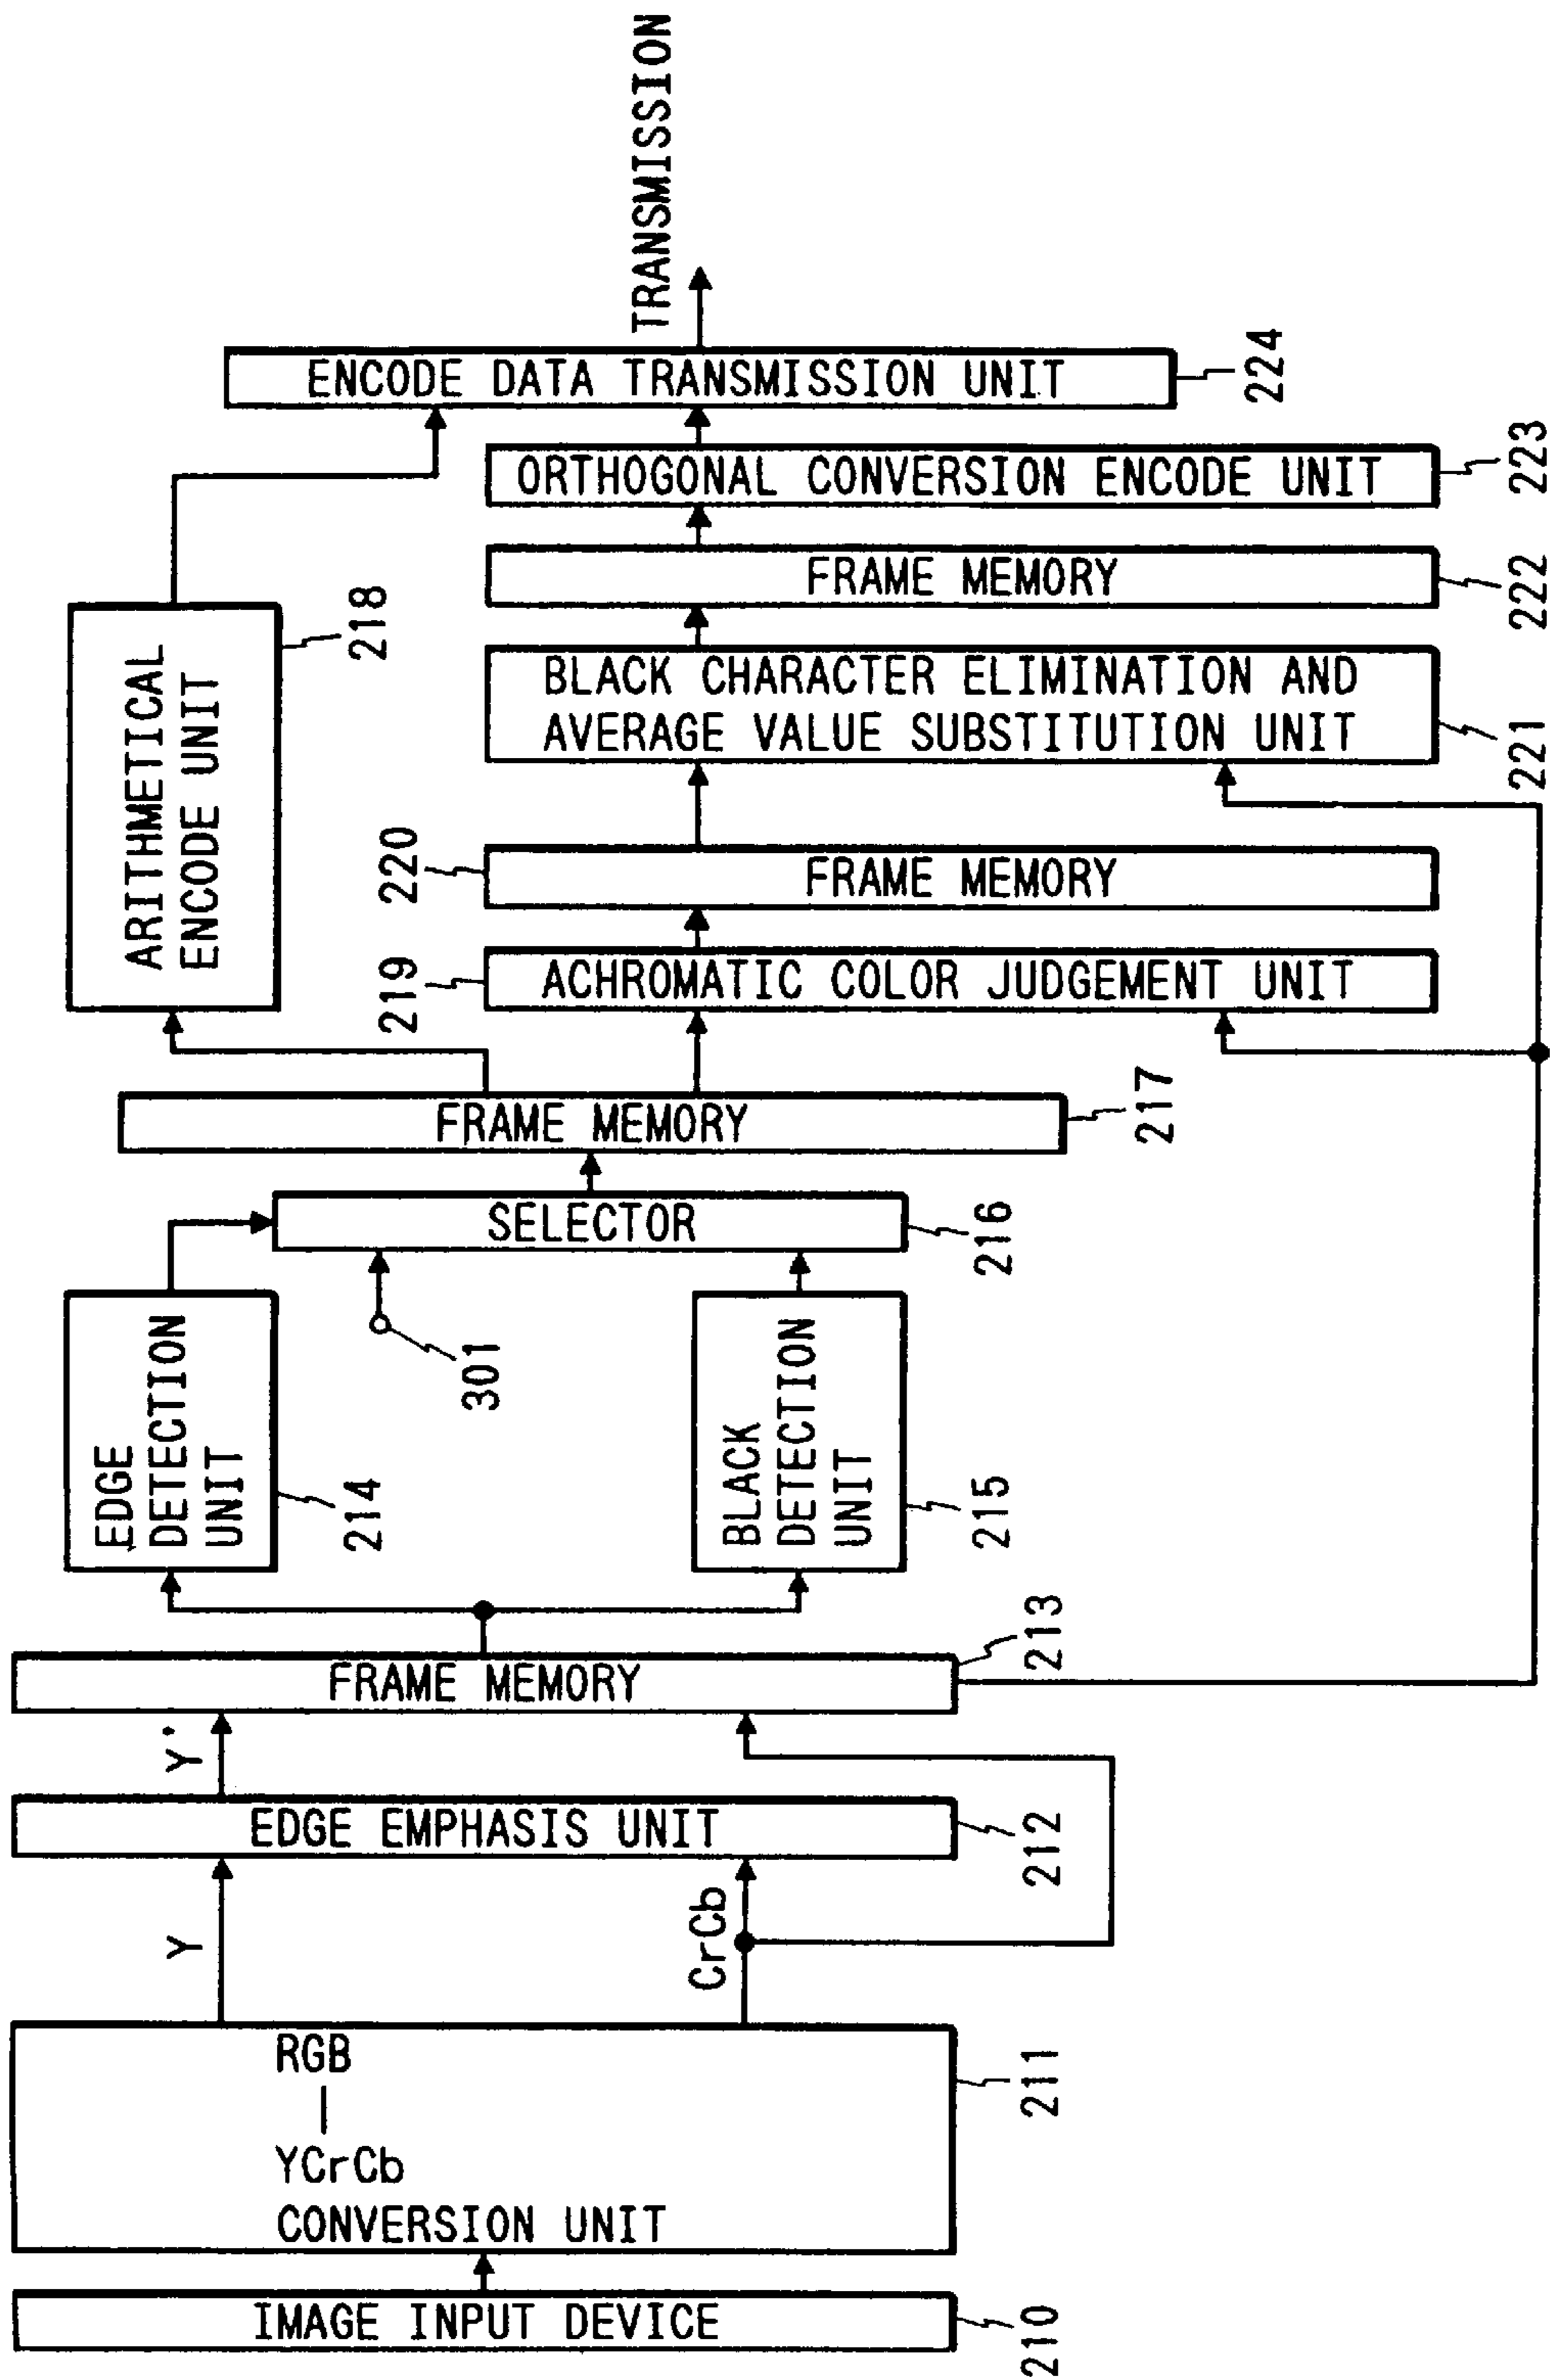 IMAGE INPUT DEVICE
210
RGB
—
YCrCb
CONVERSION UNIT
211
Y
CrCb
EDGE EMPHASIS UNIT
212
Y'
FRAME MEMORY
213
EDGE
DETECTION
UNIT
214
BLACK
DETECTION
UNIT
215
301
SELECTOR
216
FRAME MEMORY
217
ARITHMETICAL
ENCODE UNIT
218
219
ACHROMATIC COLOR JUDGEMENT UNIT
220
FRAME MEMORY
BLACK CHARACTER ELIMINATION AND
AVERAGE VALUE SUBSTITUTION UNIT
221
FRAME MEMORY
222
ORTHOGONAL CONVERSION ENCODE UNIT
223
ENCODE DATA TRANSMISSION UNIT
224
TRANSMISSION